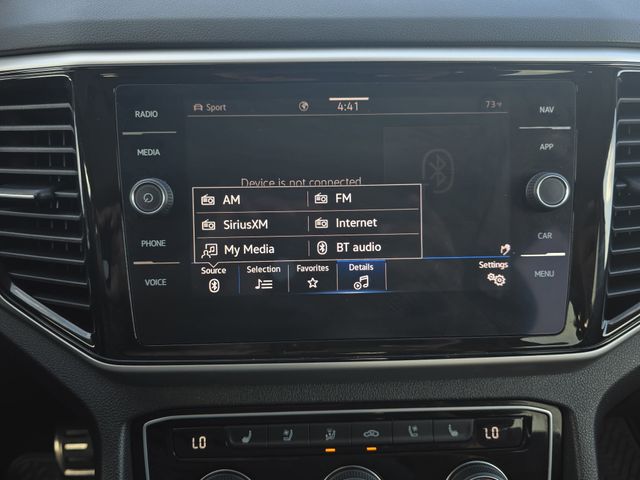 RADIO
MEDIA
PHONE
VOICE
Sport
4:41
73°F
Device is not connected.
AM
FM
SiriusXM
Internet
My Media
BT audio
Source
Selection
Favorites
Details
Settings
NAV
APP
CAR
MENU
LO
LO